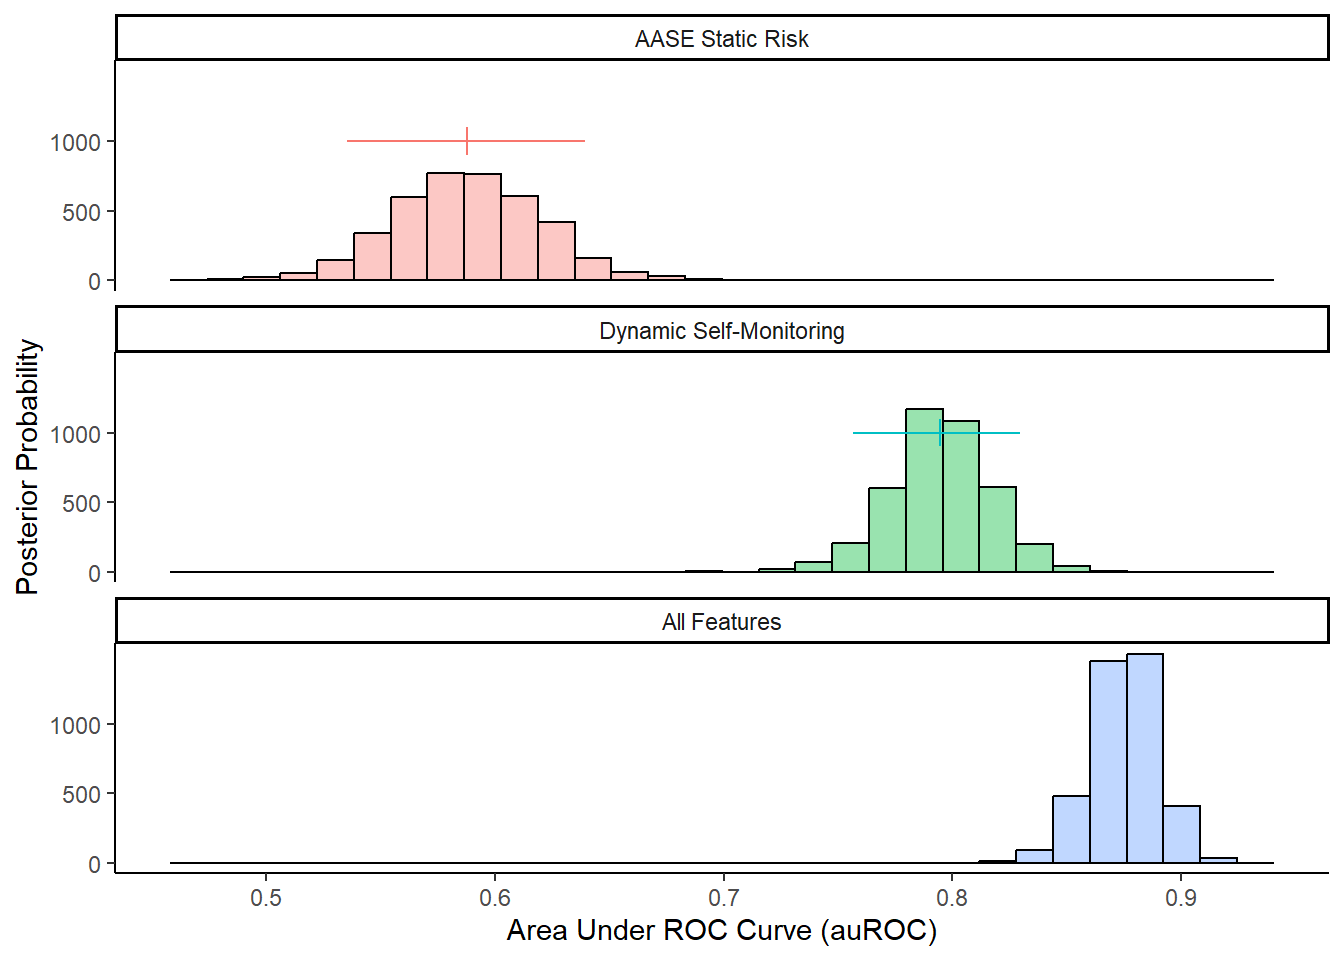 AASE Static Risk
1000
500
0
Dynamic Self-Monitoring
1000
500
0
All Features
1000
500
0
0.5 0.6 0.7 0.8 0.9
Area Under ROC Curve (auROC)
Posterior Probability